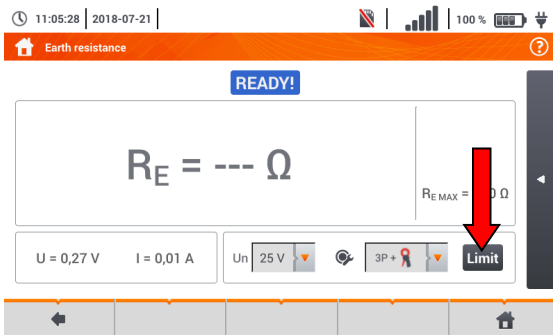 11:05:28 2018-07-21 100 %
Earth resistance ?
READY!
RE = --- Ω
RE MAX = Ω
U = 0,27 V I = 0,01 A Un 25 V 3P + Limit